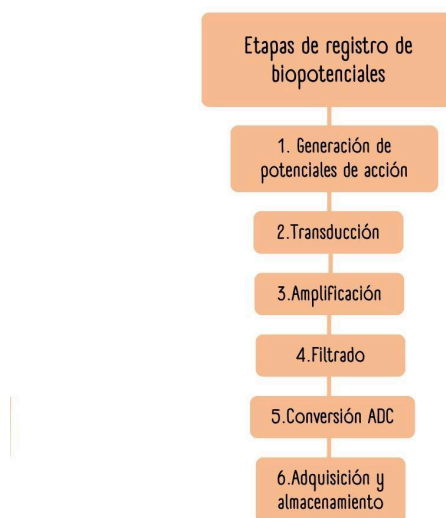 Etapas de registro de
biopotenciales
1. Generación de
potenciales de acción
2.Transducción
3.Amplificación
4.Filtrado
5.Conversión ADC
6.Adquisición y
almacenamiento